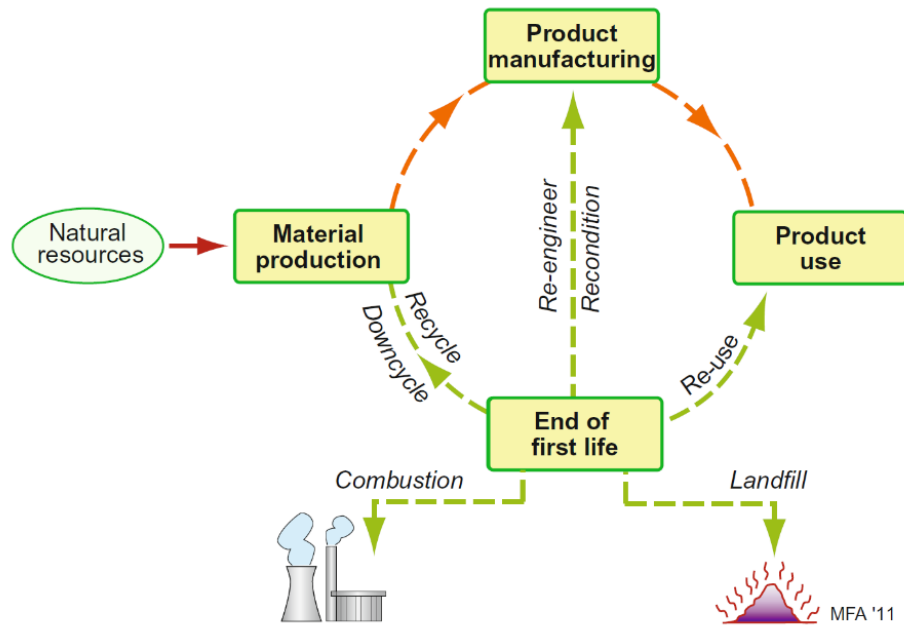 Product
manufacturing
Natural
resources
Material
production
Re-engineer
Recondition
Product
use
Recycle
Downcycle
Re-use
End of
first life
Combustion
Landfill
MFA '11